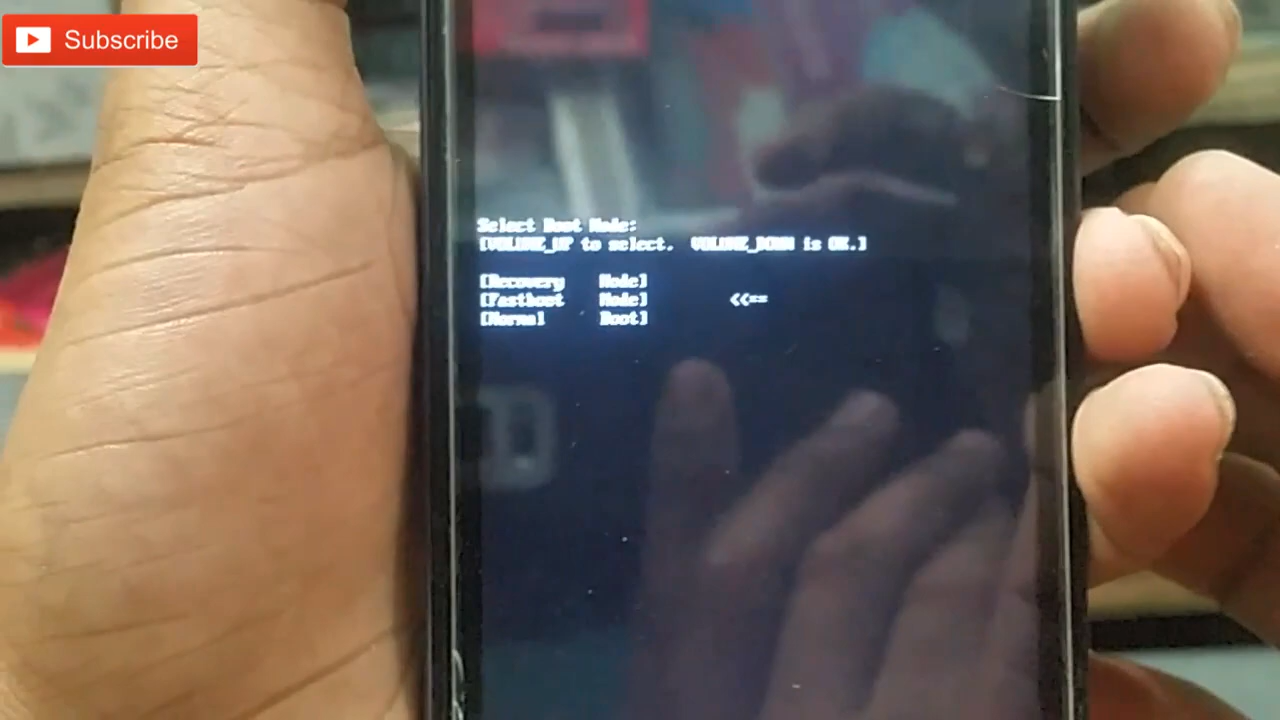 Subscribe
Select Boot Mode:
[VOLUME_UP to select. VOLUME_DOWN is OK.]
[Recovery Mode]
[Fastboot Mode] <<==
[Normal Boot]